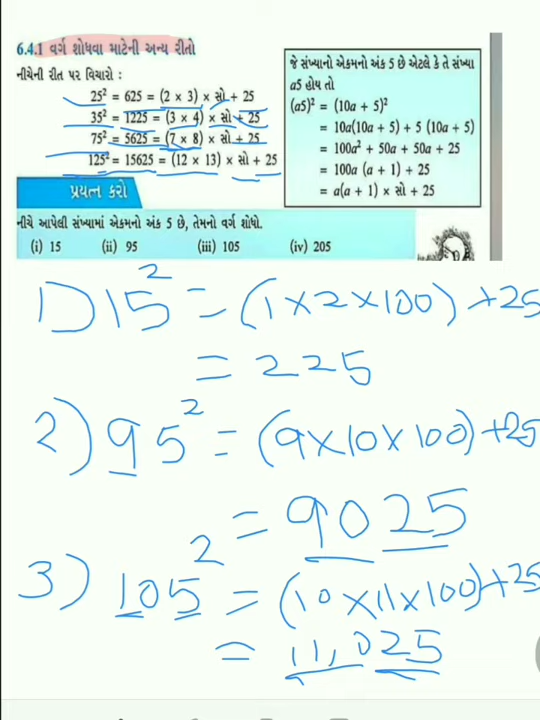 6.4.1 વર્ગ શોધવા માટેની અન્ય રીતો
નીચેની રીત પર વિચારો :
25² = 625 = (2 × 3) × સો + 25
35² = 1225 = (3 × 4) × સો + 25
75² = 5625 = (7 × 8) × સો + 25
125² = 15625 = (12 × 13) × સો + 25
જે સંખ્યાનો એકમનો અંક 5 છે એટલે કે તે સંખ્યા
a5 હોય તો
(a5)² = (10a + 5)²
= 10a(10a + 5) + 5 (10a + 5)
= 100a² + 50a + 50a + 25
= 100a (a + 1) + 25
= a(a + 1) × સો + 25
પ્રયત્ન કરો
નીચે આપેલી સંખ્યામાં એકમનો અંક 5 છે, તેમનો વર્ગ શોધો.
(i) 15 (ii) 95 (iii) 105 (iv) 205
1) 15² = (1×2×100) +25
= 225
2) 95² = (9×10×100)+25
= 9025
3) 105² = (10×11×100)+25
= 11,025